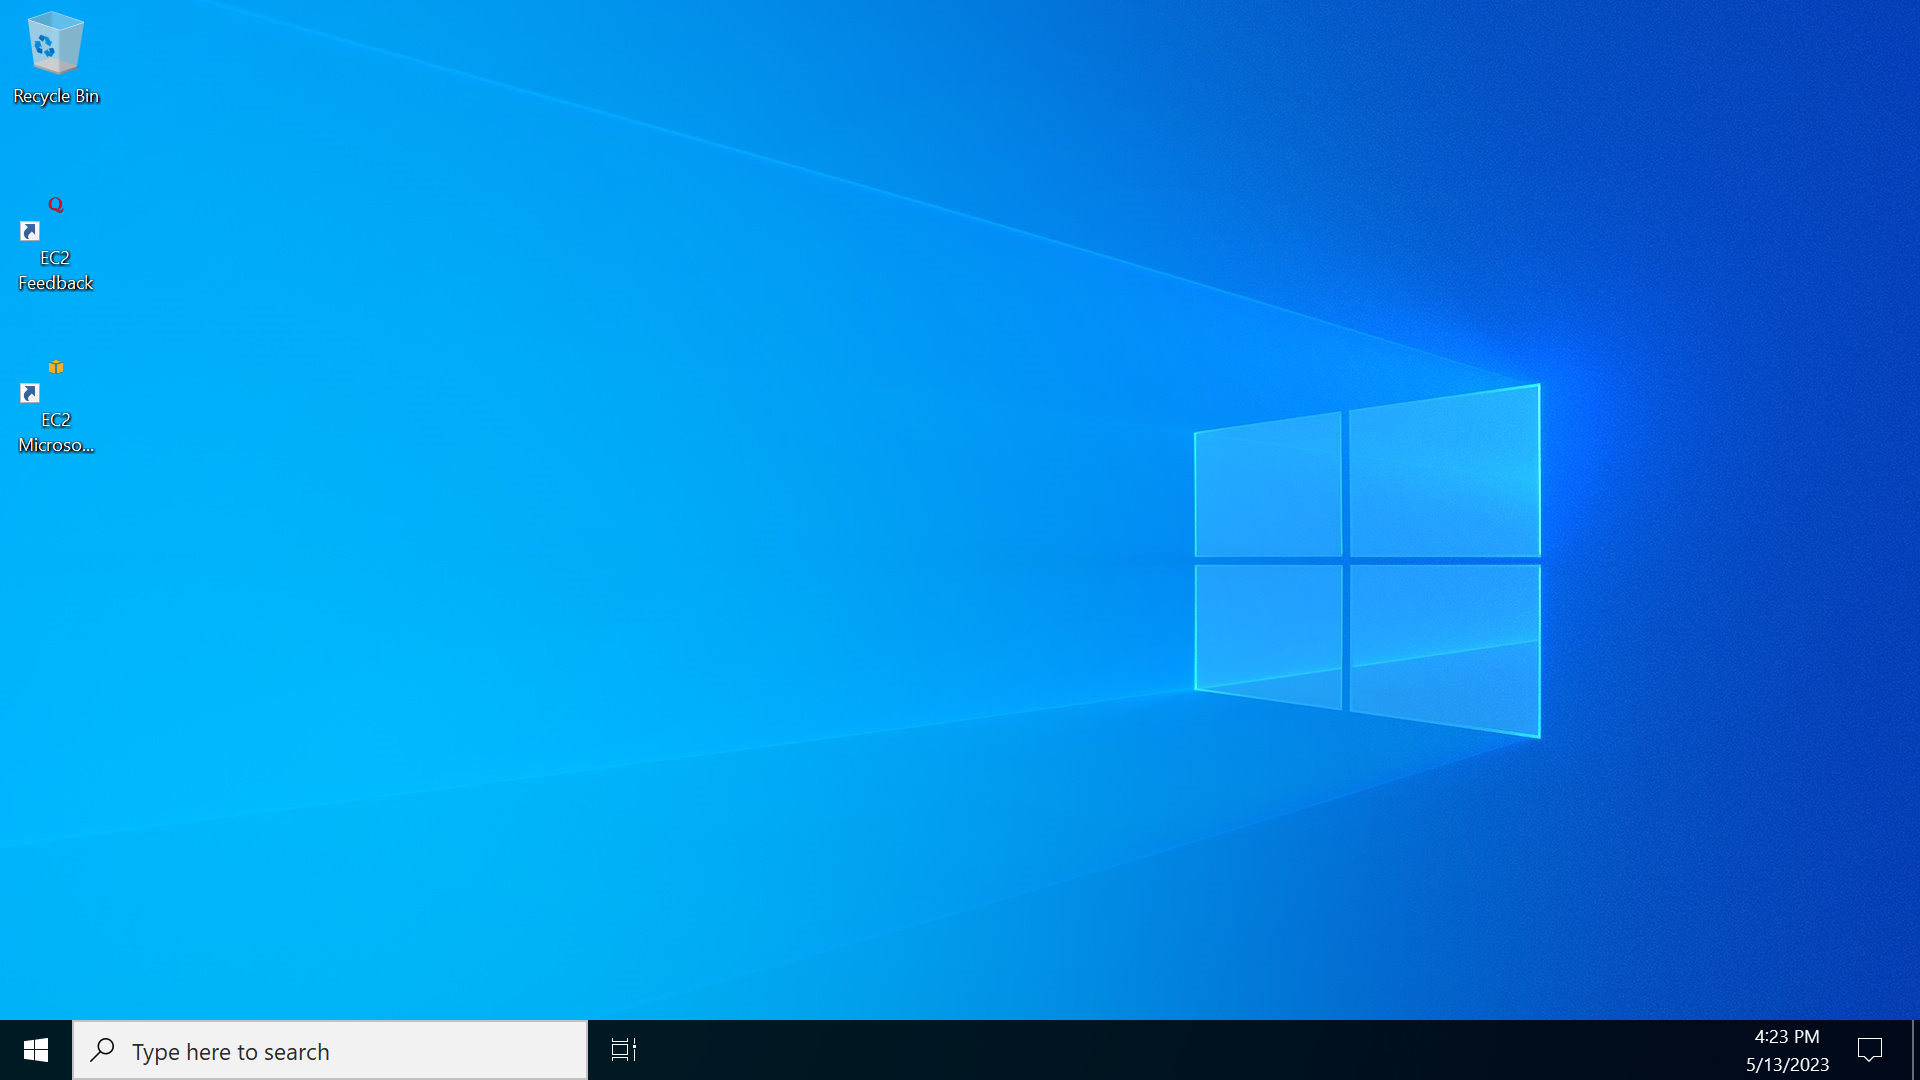 Recycle Bin
EC2
Feedback
EC2
Microso...
Type here to search
4:23 PM
5/13/2023